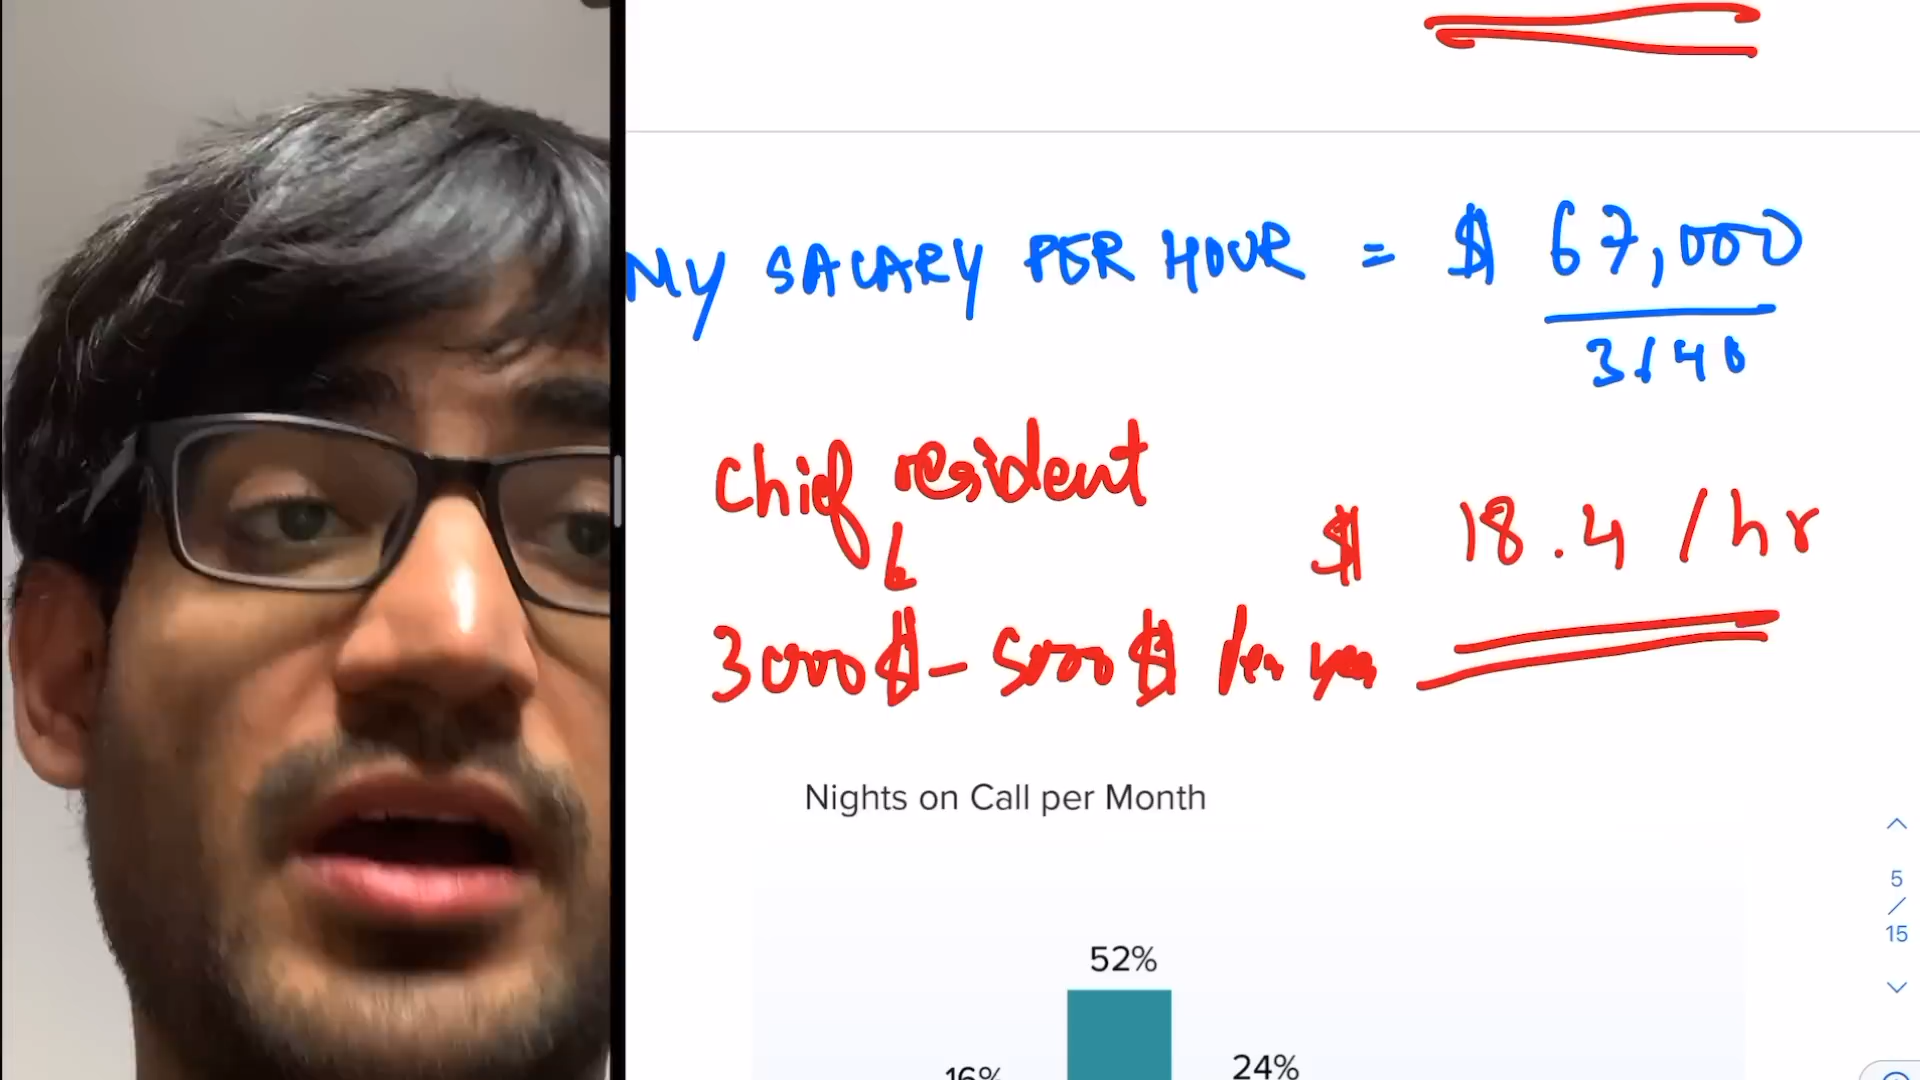 MY SALARY PER HOUR = $ 67,000
3640
Chief resident
$ 18.4 / hr
3000$ - 5000$ per year
Nights on Call per Month
52%
16%
24%
5
/
15